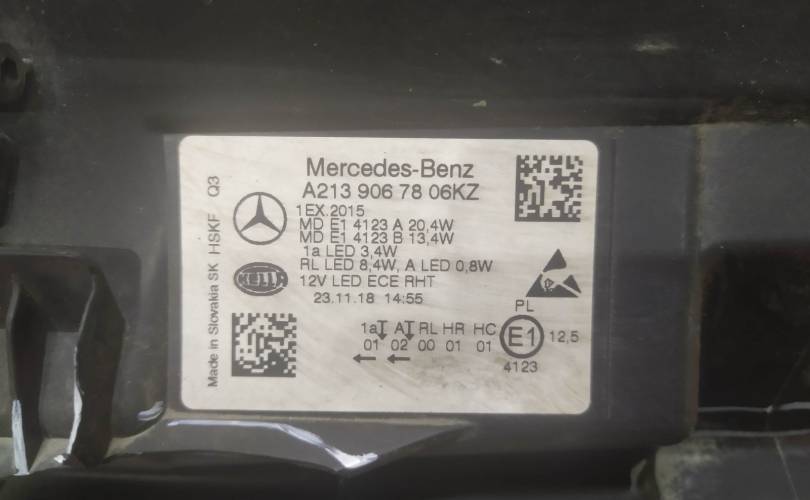 Mercedes-Benz
A213 906 78 06KZ
1EX.2015
MD E1 4123 A 20,4W
MD E1 4123 B 13,4W
1a LED 3,4W
RL LED 8,4W, A LED 0,8W
12V LED ECE RHT
23.11.18 14:55
HELLA
Made in Slovakia SK HSKF Q3
PL
1a A RL HR HC
01 02 00 01 01
E1
12,5
4123